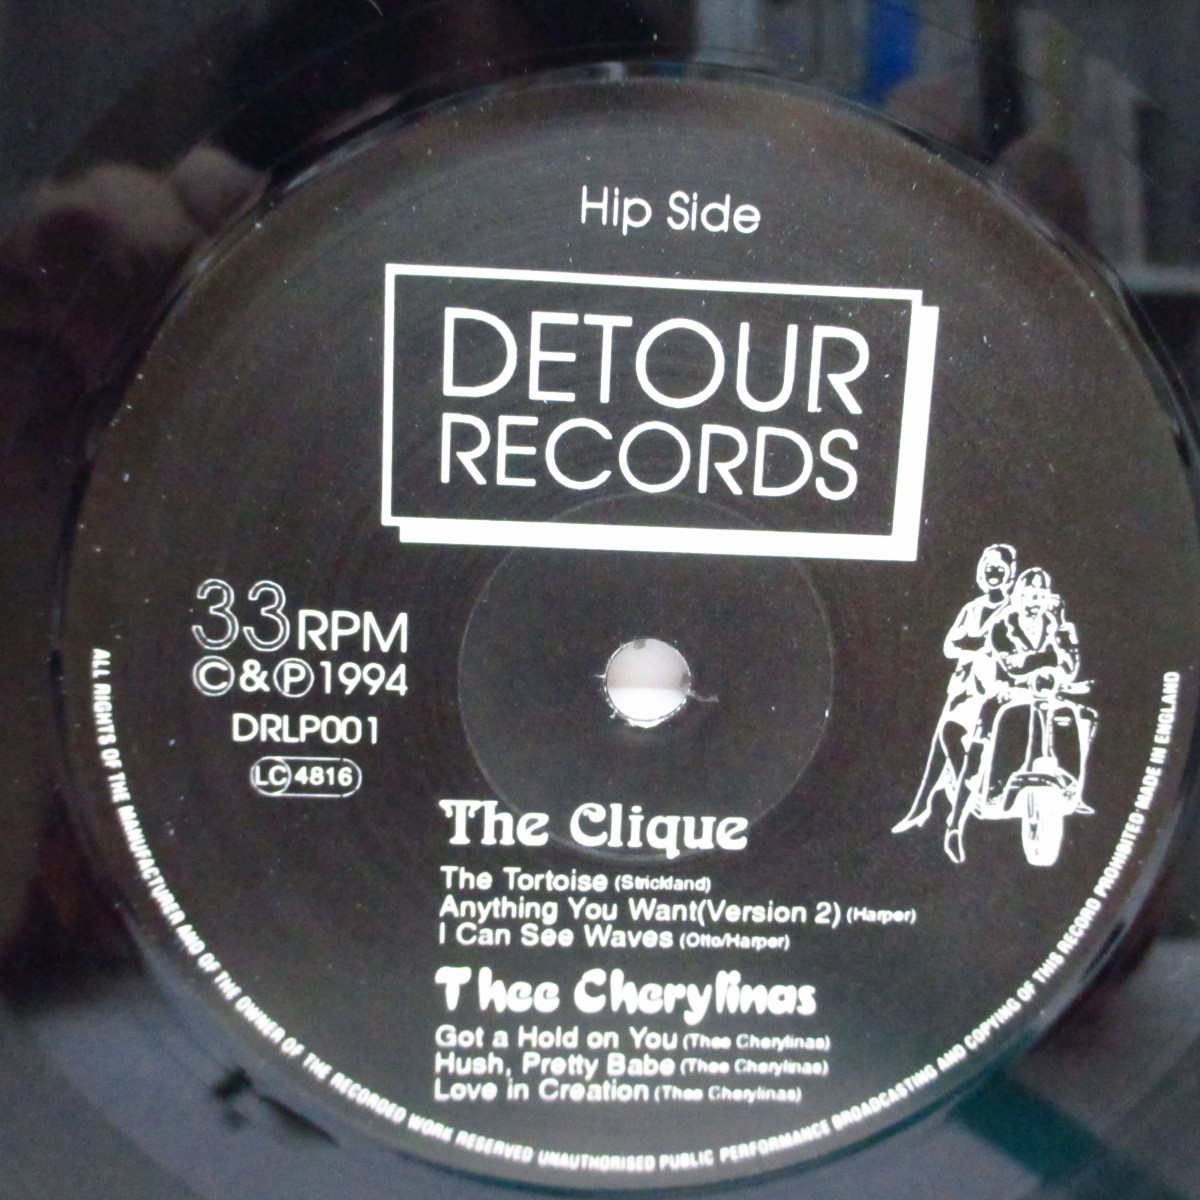 Hip Side
DETOUR
RECORDS
33 RPM
©&℗1994
DRLP001
LC 4816
The Clique
The Tortoise (Strickland)
Anything You Want(Version 2) (Harper)
I Can See Waves (Otto/Harper)
Thee Cherylinas
Got a Hold on You (Thee Cherylinas)
Hush, Pretty Babe (Thee Cherylinas)
Love in Creation (Thee Cherylinas)
ALL RIGHTS OF THE MANUFACTURER AND OF THE OWNER OF THE RECORDED WORK RESERVED UNAUTHORISED PUBLIC PERFORMANCE BROADCASTING AND COPYING OF THIS RECORD PROHIBITED-MADE IN ENGLAND